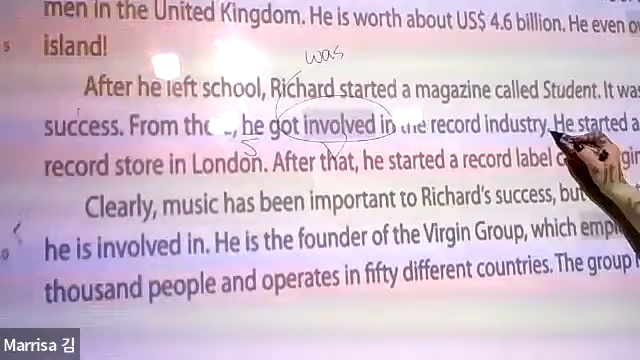 men in the United Kingdom. He is worth about US$ 4.6 billion. He even
5 island!
was
After he left school, Richard started a magazine called Student. It was
success. From he got involved in the record industry. He started a
record store in London. After that, he started a record label
Clearly, music has been important to Richard's success, but
he is involved in. He is the founder of the Virgin Group, which
thousand people and operates in fifty different countries. The group
Marrisa 김